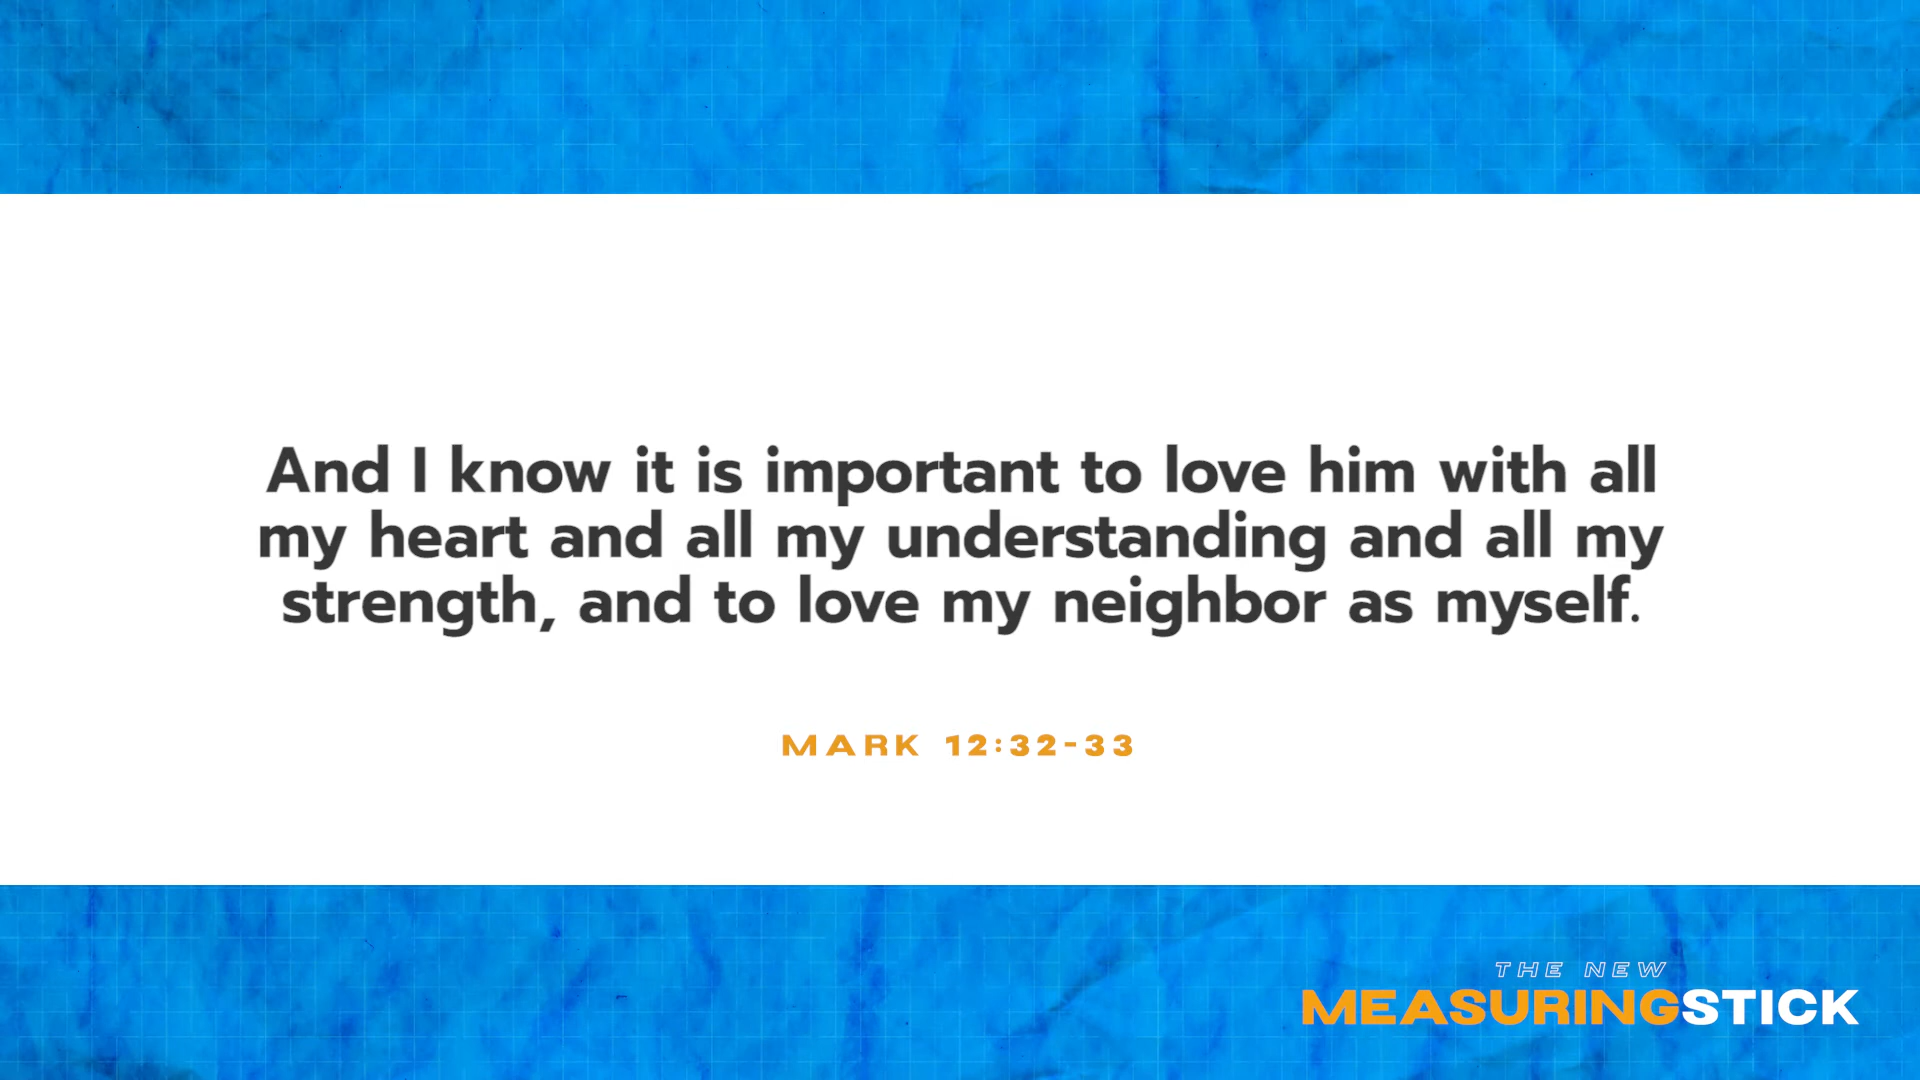 And I know it is important to love him with all
my heart and all my understanding and all my
strength, and to love my neighbor as myself.
MARK 12:32-33
THE NEW
MEASURINGSTICK